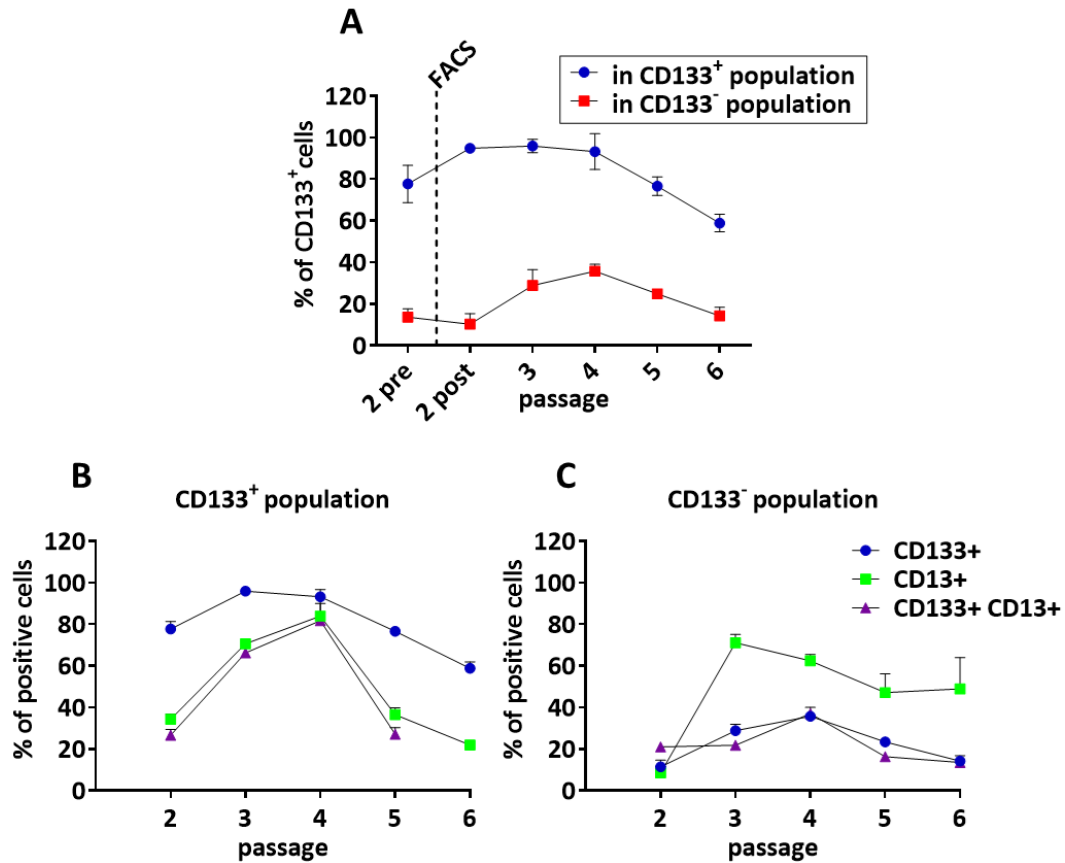 A
FACS
in CD133⁺ population
in CD133⁻ population
120
100
80
60
40
20
0
% of CD133⁺ cells
2 pre
2 post
3
4
5
6
passage
B
CD133⁺ population
120
100
80
60
40
20
0
% of positive cells
2
3
4
5
6
passage
C
CD133⁻ population
CD133+
CD13+
CD133+ CD13+
120
100
80
60
40
20
0
% of positive cells
2
3
4
5
6
passage